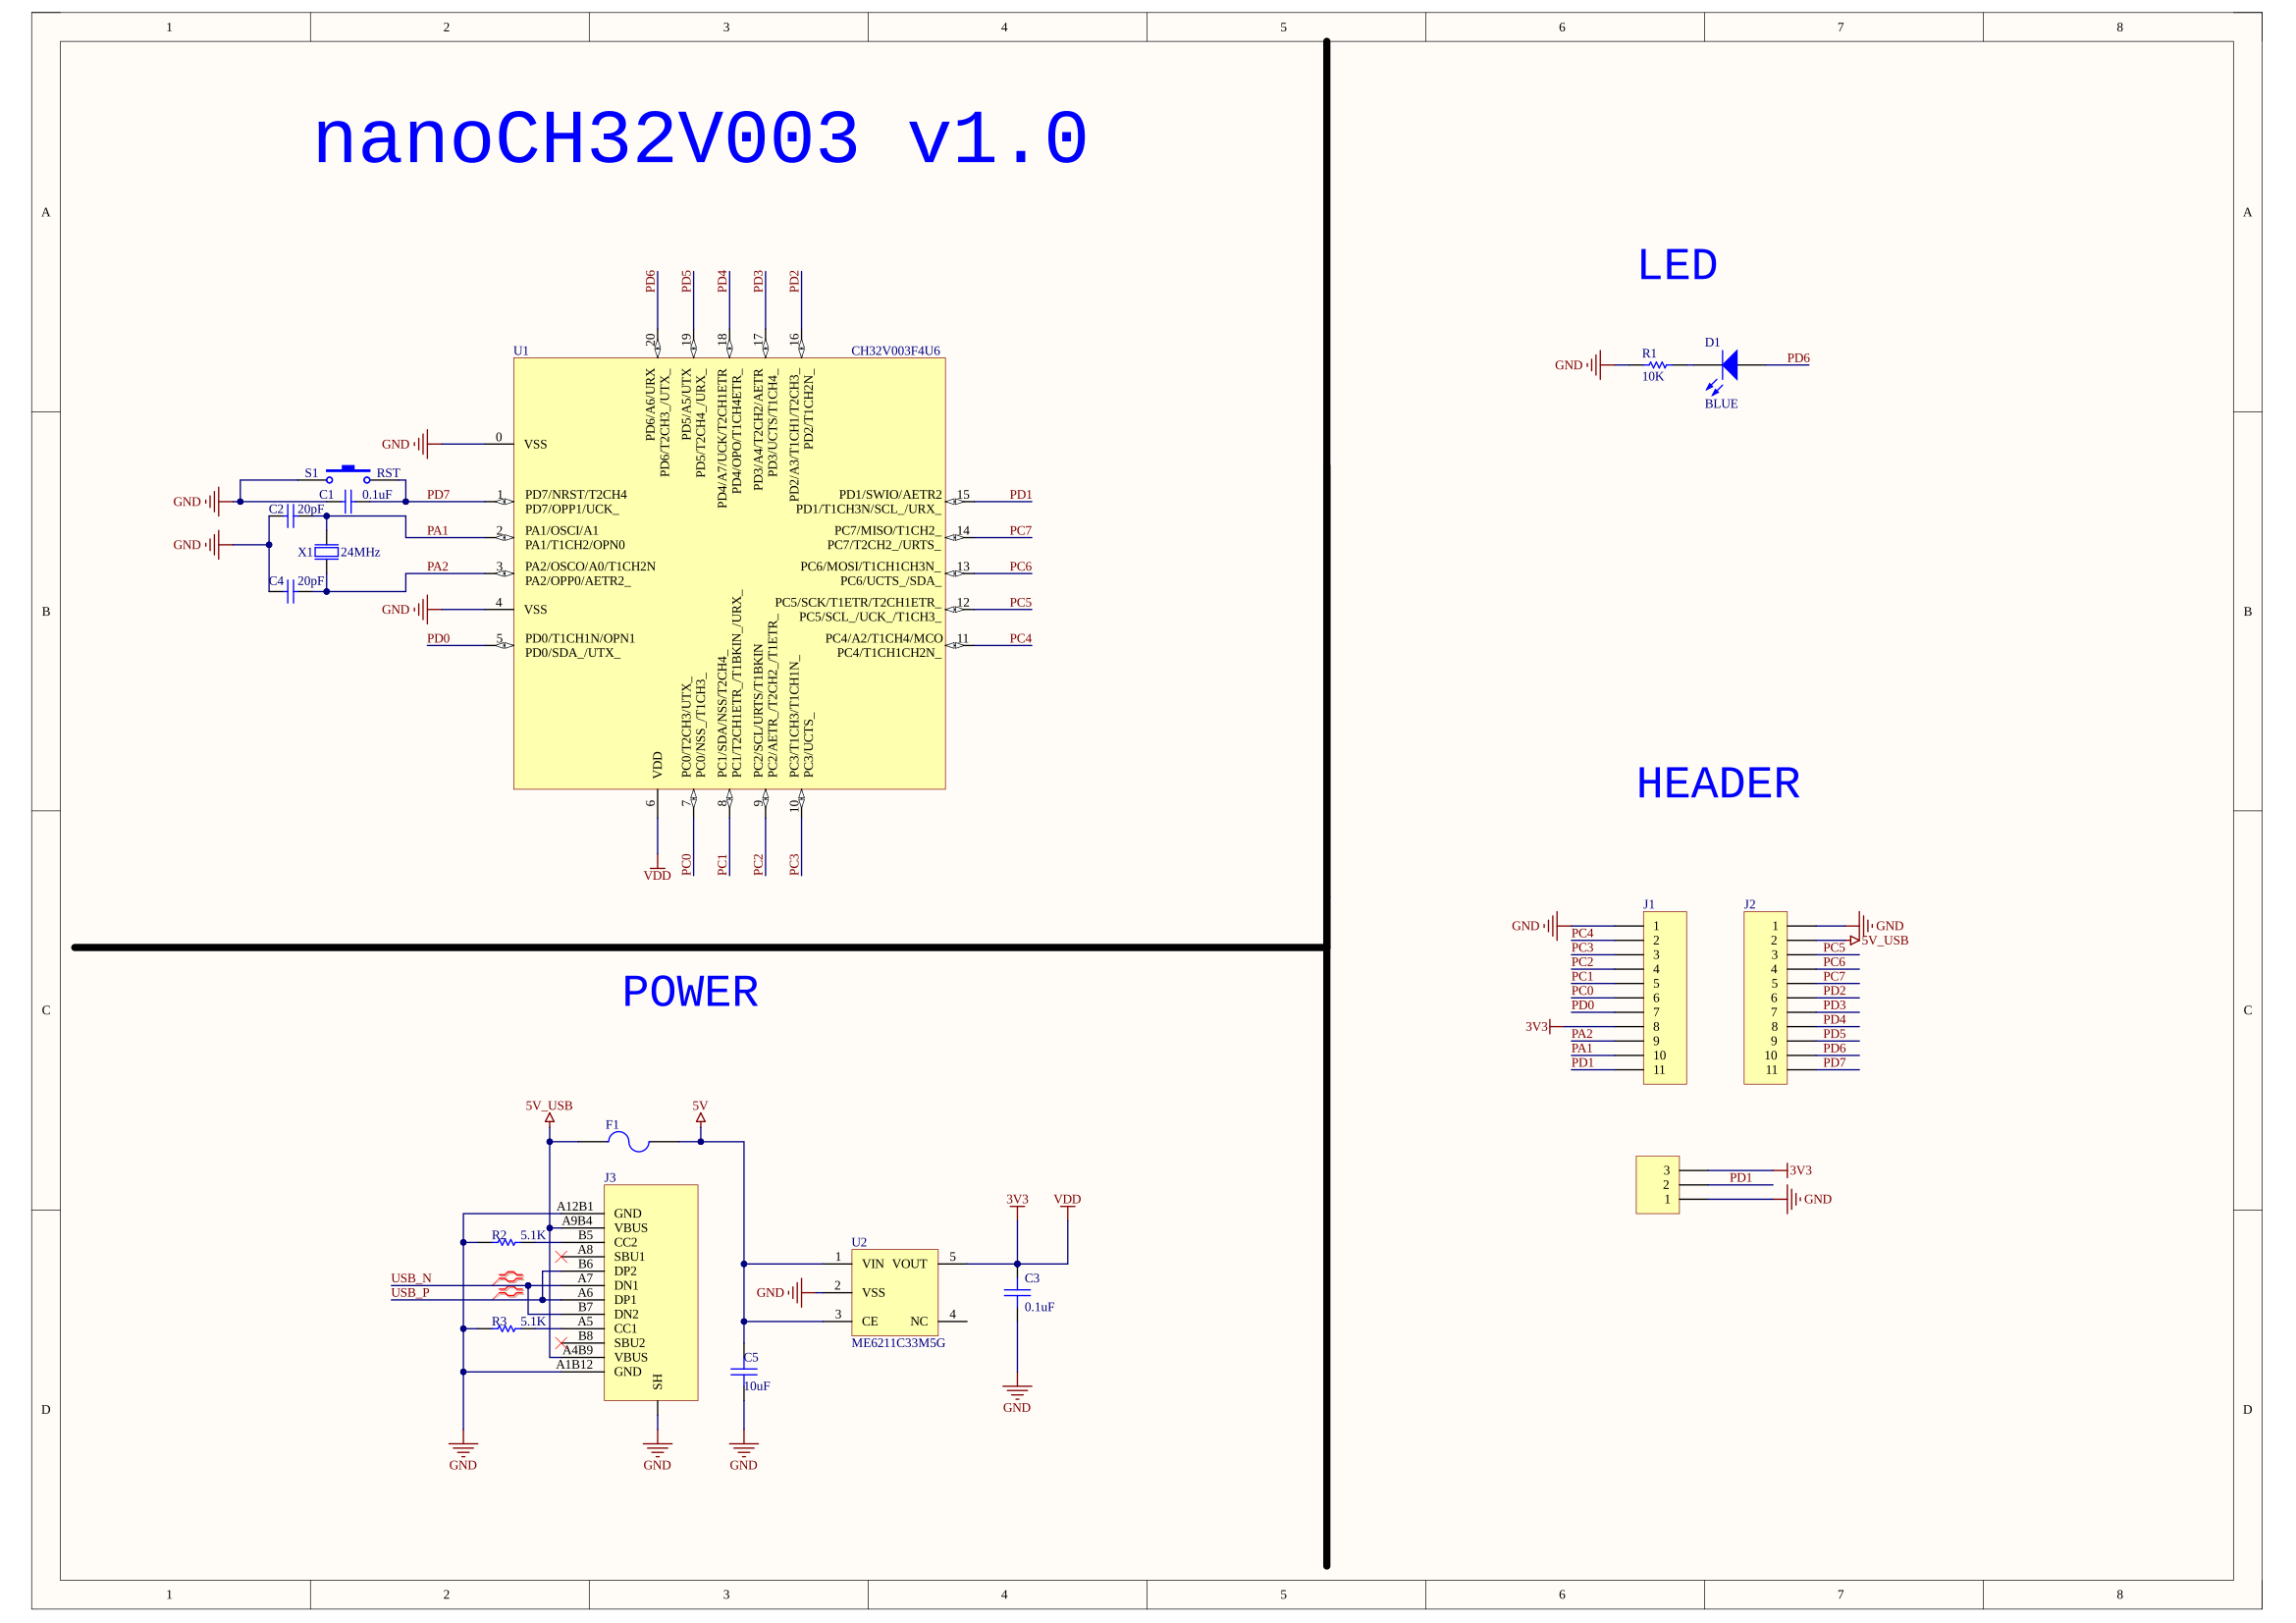 1 2 3 4 5 6 7 8
nanoCH32V003 v1.0
A A
LED
PD6 PD5 PD4 PD3 PD2
20 19 18 17 16
U1 CH32V003F4U6
PD6/A6/URX
PD6/T2CH3_/UTX_
PD5/A5/UTX
PD5/T2CH4_/URX_
PD4/A7/UCK/T2CH1ETR
PD4/OPO/T1CH4ETR_
PD3/A4/T2CH2/AETR
PD3/UCTS/T1CH4_
PD2/A3/T1CH1/T2CH3_
PD2/T1CH2N_
D1
R1
GND PD6
10K
BLUE
GND 0 VSS
S1 RST
C1 0.1uF
GND PD7 1 PD7/NRST/T2CH4
PD7/OPP1/UCK_
C2 20pF
PA1 2 PA1/OSCI/A1
PA1/T1CH2/OPN0
GND
X1 24MHz
PA2 3 PA2/OSCO/A0/T1CH2N
PA2/OPP0/AETR2_
C4 20pF
GND 4 VSS
PD0 5 PD0/T1CH1N/OPN1
PD0/SDA_/UTX_
PD1/SWIO/AETR2 15 PD1
PD1/T1CH3N/SCL_/URX_
PC7/MISO/T1CH2_ 14 PC7
PC7/T2CH2_/URTS_
PC6/MOSI/T1CH1CH3N_ 13 PC6
PC6/UCTS_/SDA_
PC5/SCK/T1ETR/T2CH1ETR_ 12 PC5
PC5/SCL_/UCK_/T1CH3_
PC4/A2/T1CH4/MCO 11 PC4
PC4/T1CH1CH2N_
B B
VDD
PC0/T2CH3/UTX_
PC0/NSS_/T1CH3_
PC1/SDA/NSS/T2CH4_
PC1/T2CH1ETR_/T1BKIN_/URX_
PC2/SCL/URTS/T1BKIN
PC2/AETR_/T2CH2_/T1ETR_
PC3/T1CH3/T1CH1N_
PC3/UCTS_
6 7 8 9 10
VDD PC0 PC1 PC2 PC3
HEADER
J1 J2
GND 1
PC4 2
PC3 3
PC2 4
PC1 5
PC0 6
PD0 7
3V3 8
PA2 9
PA1 10
PD1 11
1 GND
2 5V_USB
3 PC5
4 PC6
5 PC7
6 PD2
7 PD3
8 PD4
9 PD5
10 PD6
11 PD7
C C
3 3V3
2 PD1
1 GND
POWER
5V_USB 5V
F1
J3
A12B1 GND
A9B4 VBUS
R2 5.1K B5 CC2
A8 SBU1
B6 DP2
USB_N A7 DN1
USB_P A6 DP1
B7 DN2
R3 5.1K A5 CC1
B8 SBU2
A4B9 VBUS
A1B12 GND
SH
3V3 VDD
U2
1 VIN VOUT 5
GND 2 VSS
3 CE NC 4
ME6211C33M5G
C3
0.1uF
C5
10uF
GND
GND GND GND
D D
1 2 3 4 5 6 7 8